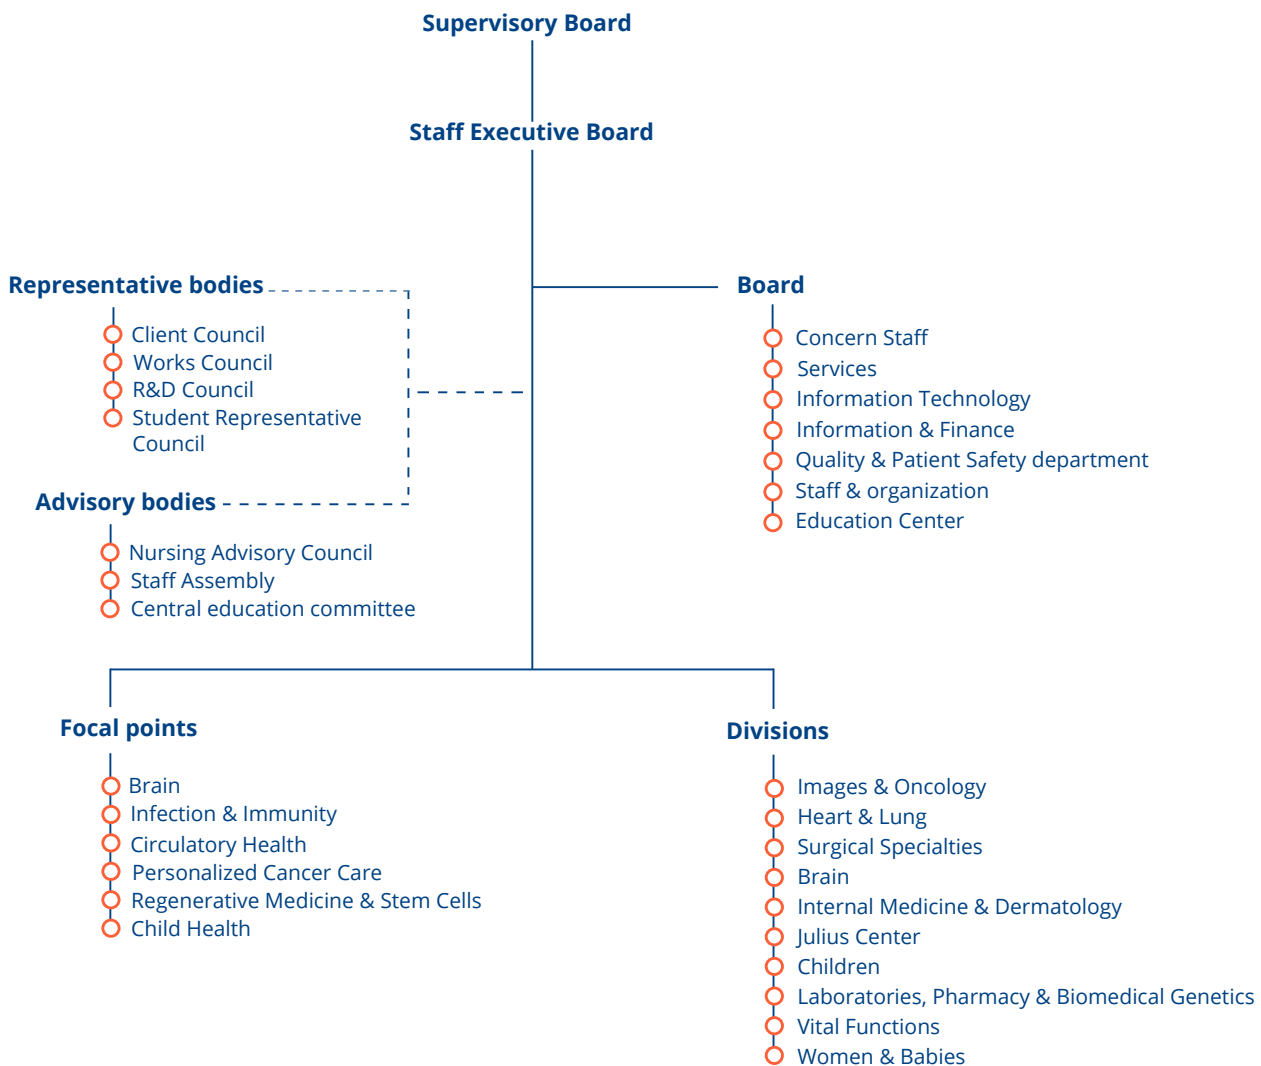 Supervisory Board
Staff Executive Board
Representative bodies
Client Council
Works Council
R&D Council
Student Representative
Council
Advisory bodies
Nursing Advisory Council
Staff Assembly
Central education committee
Board
Concern Staff
Services
Information Technology
Information & Finance
Quality & Patient Safety department
Staff & organization
Education Center
Focal points
Brain
Infection & Immunity
Circulatory Health
Personalized Cancer Care
Regenerative Medicine & Stem Cells
Child Health
Divisions
Images & Oncology
Heart & Lung
Surgical Specialties
Brain
Internal Medicine & Dermatology
Julius Center
Children
Laboratories, Pharmacy & Biomedical Genetics
Vital Functions
Women & Babies